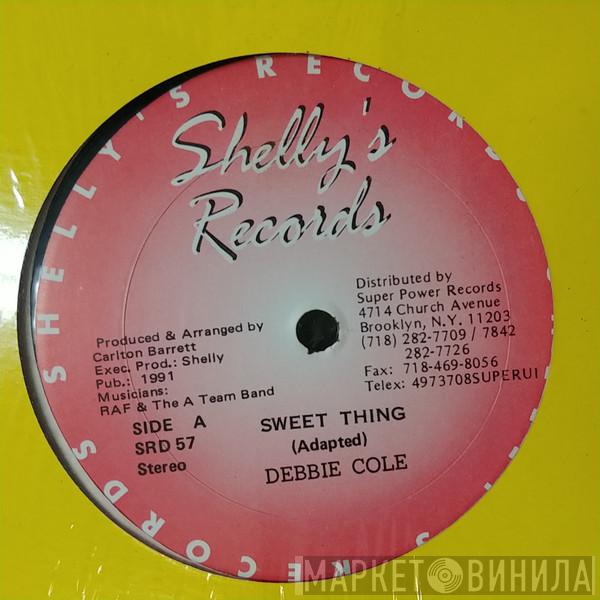 SHELLY'S RECORDS
Shelly's
Records
Produced & Arranged by
Carlton Barrett
Exec. Prod.: Shelly
Pub.: 1991
Musicians:
RAF & The A Team Band
Distributed by
Super Power Records
4714 Church Avenue
Brooklyn, N.Y. 11203
(718) 282-7709 / 7842
282-7726
Fax: 718-469-8056
Telex: 4973708SUPERUI
SIDE A
SRD 57
Stereo
SWEET THING
(Adapted)
DEBBIE COLE
МАРКЕТ ВИНИЛА